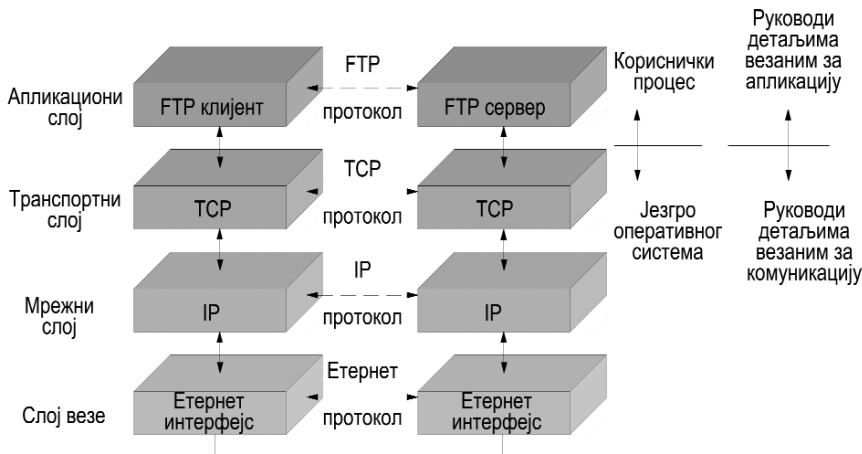 Апликациони
слој
FTP клијент
FTP
протокол
FTP сервер
Кориснички
процес
Руководи
детаљима
везаним за
апликацију
Транспортни
слој
TCP
TCP
протокол
TCP
Језгро
оперативног
система
Руководи
детаљима
везаним за
комуникацију
Мрежни
слој
IP
IP
протокол
IP
Слој везе
Етернет
интерфејс
Етернет
протокол
Етернет
интерфејс